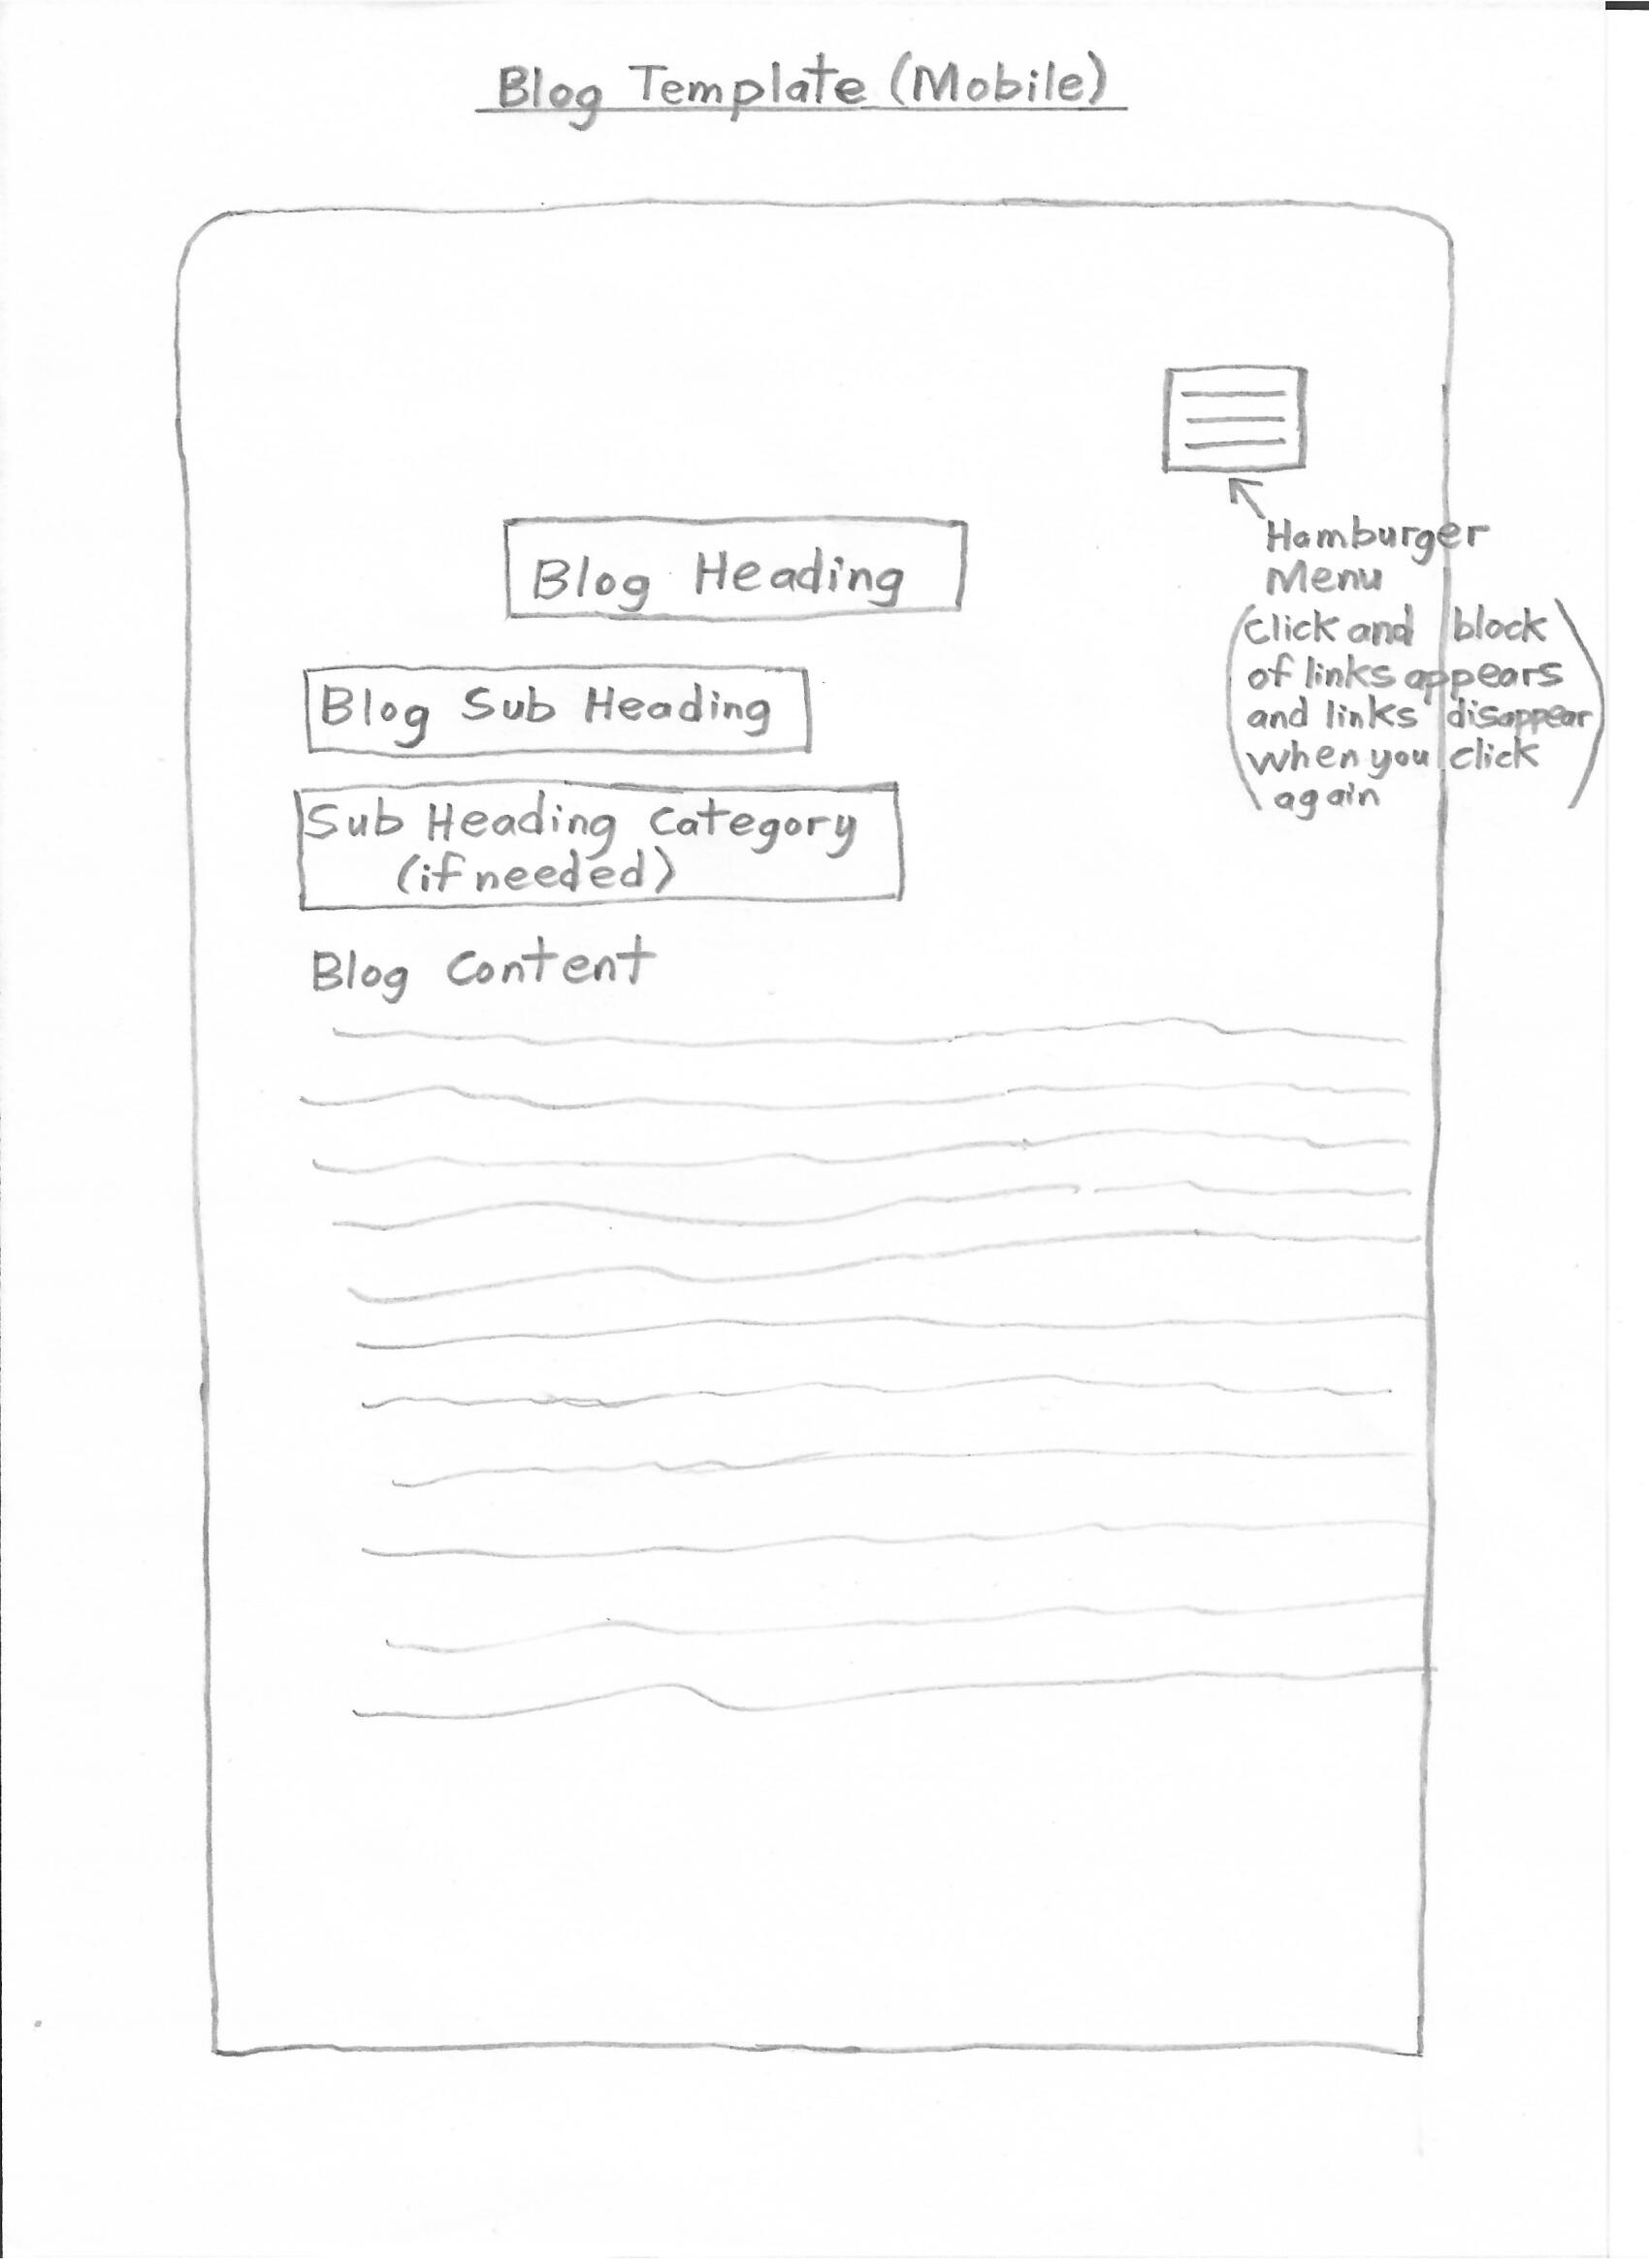 Blog Template (Mobile)
Blog Heading
Hamburger
Menu
(click and block
of links appears
and links disappear
when you click
again)
Blog Sub Heading
Sub Heading Category
(if needed)
Blog Content